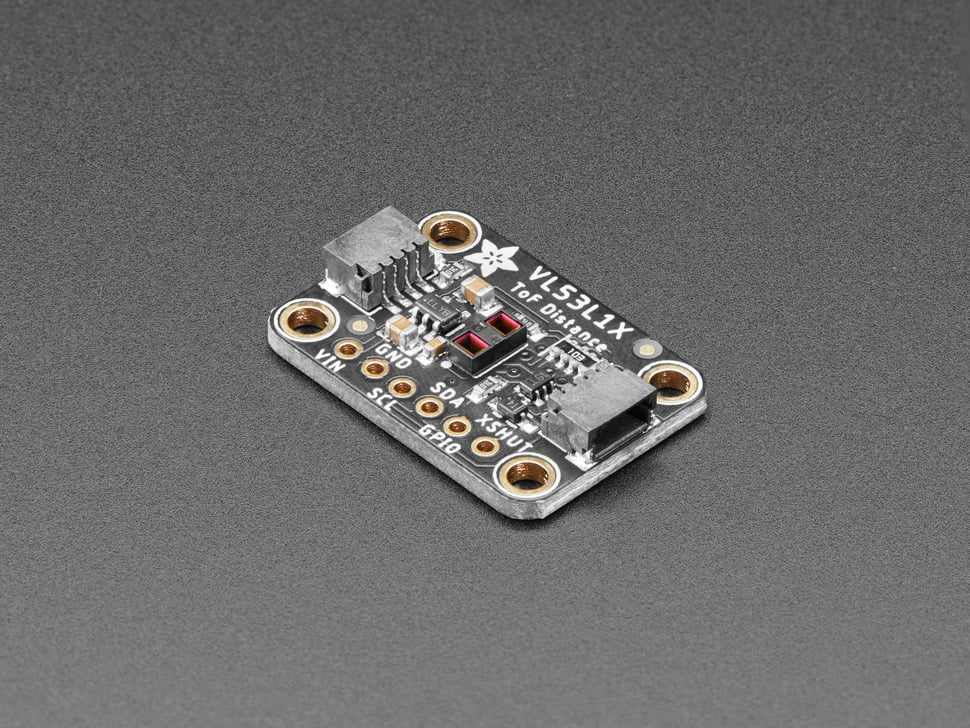 VL53L1X
ToF Distance
VIN
GND
SCL
SDA
GPIO
XSHUT